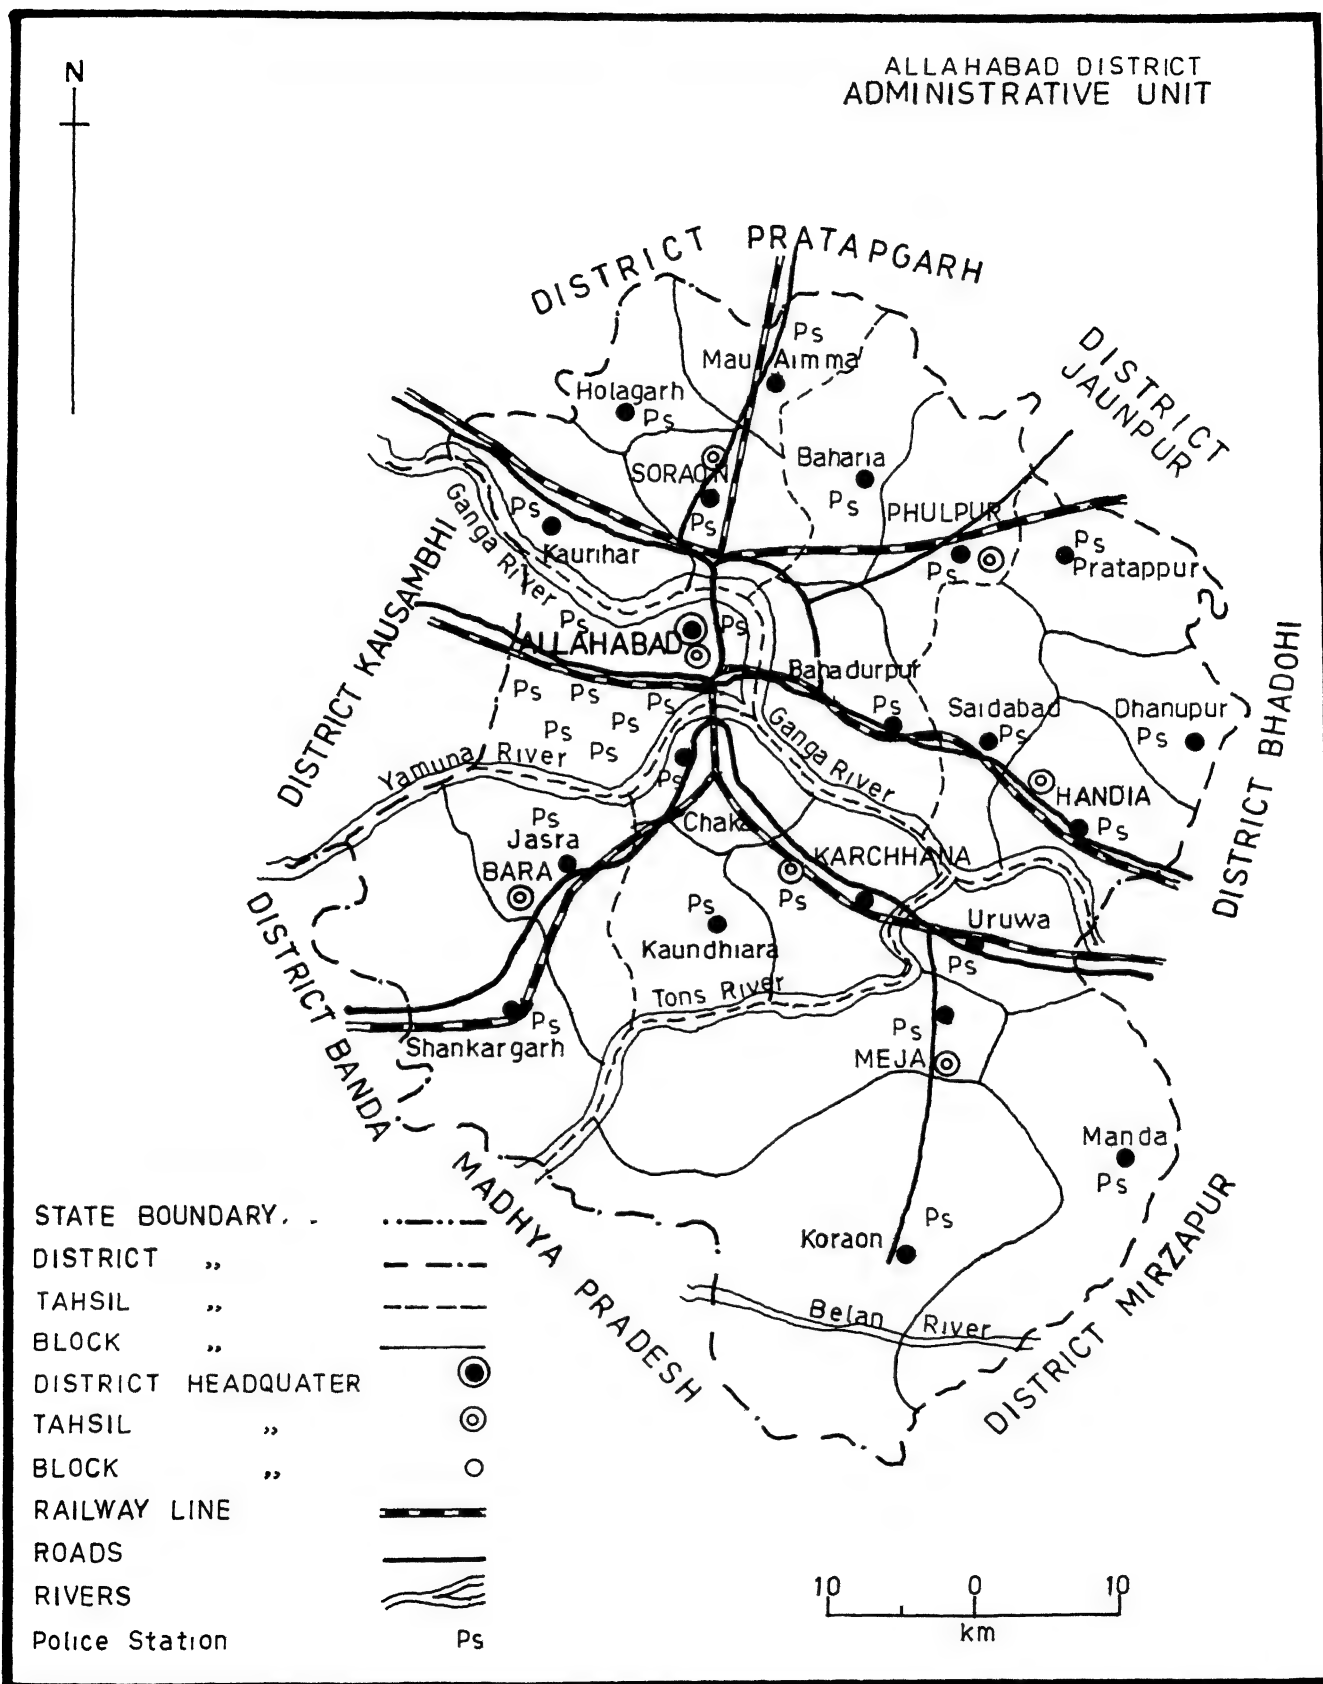 N
ALLAHABAD DISTRICT
ADMINISTRATIVE UNIT
DISTRICT PRATAPGARH
DISTRICT
JAUNPUR
Ps
Mau Aimma
Holagarh
Ps
SORAON
Ps
Baharia
Ps
PHULPUR
Ps
Ps
Pratappur
Ps
Kaurihar
Ganga River
DISTRICT KAUSAMBHI
Ps
ALLAHABAD
Ps
Bahadurpur
Ps
Ps
Ps
Ps
Ps
Ps
Ps
Saidabad
Ps
Dhanupur
Ps
DISTRICT BHADOHI
Ganga River
Yamuna River
Ps
HANDIA
Ps
Ps
Jasra
BARA
Chaka
KARCHHANA
Ps
Ps
Kaundhiara
Uruwa
Ps
Tons River
DISTRICT BANDA
Ps
Shankargarh
Ps
MEJA
Manda
Ps
Ps
Koraon
MADHYA PRADESH
DISTRICT MIRZAPUR
Belan River
STATE BOUNDARY. .
DISTRICT „
TAHSIL „
BLOCK „
DISTRICT HEADQUATER
TAHSIL „
BLOCK „
RAILWAY LINE
ROADS
RIVERS
Police Station Ps
10 0 10
km